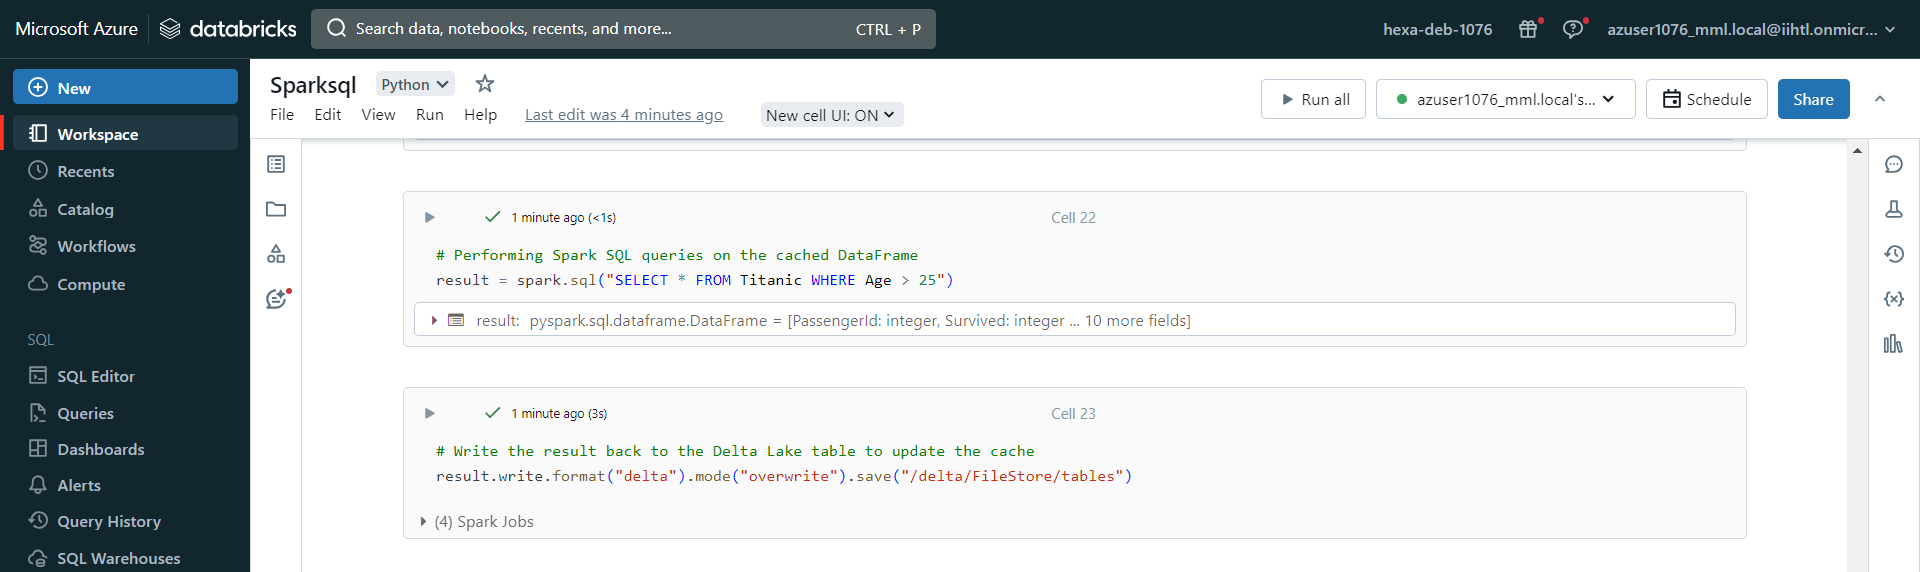 Microsoft Azure databricks Search data, notebooks, recents, and more... CTRL + P hexa-deb-1076 azuser1076_mml.local@iihtl.onmicr...
New
Workspace
Recents
Catalog
Workflows
Compute
SQL
SQL Editor
Queries
Dashboards
Alerts
Query History
SQL Warehouses
Sparksql Python
File Edit View Run Help Last edit was 4 minutes ago New cell UI: ON
Run all azuser1076_mml.local's... Schedule Share
1 minute ago (<1s) Cell 22
# Performing Spark SQL queries on the cached DataFrame
result = spark.sql("SELECT * FROM Titanic WHERE Age > 25")
result: pyspark.sql.dataframe.DataFrame = [PassengerId: integer, Survived: integer ... 10 more fields]
1 minute ago (3s) Cell 23
# Write the result back to the Delta Lake table to update the cache
result.write.format("delta").mode("overwrite").save("/delta/FileStore/tables")
(4) Spark Jobs